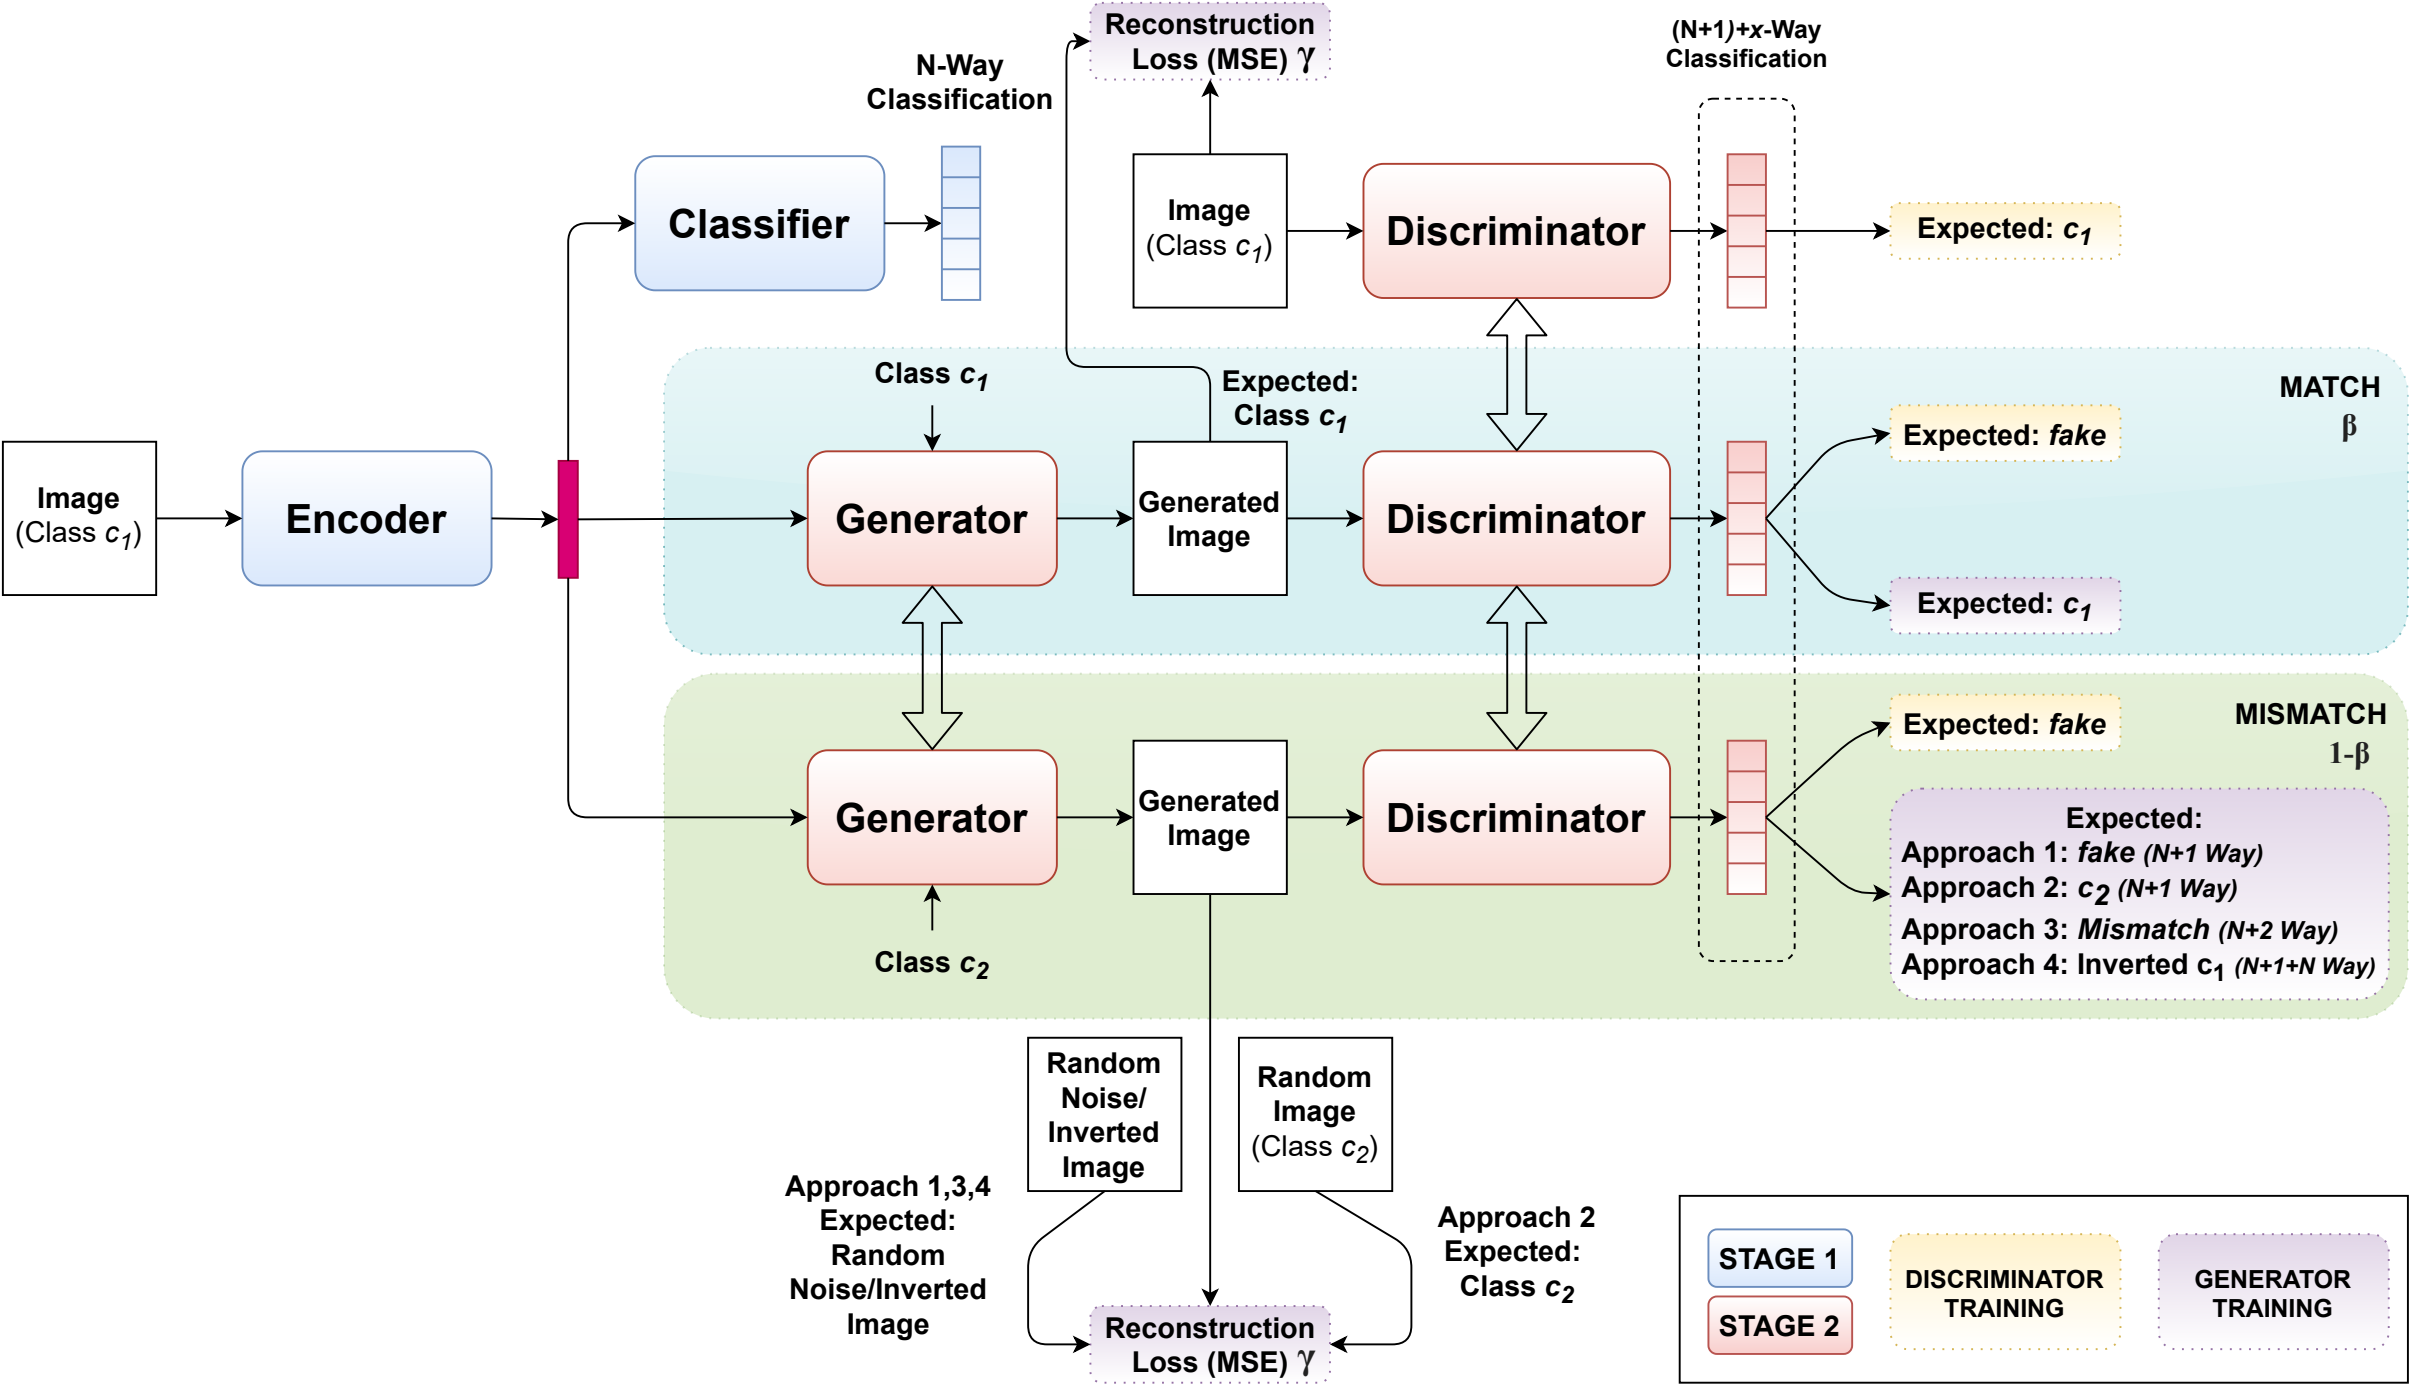 Reconstruction
Loss (MSE) γ
(N+1)+x-Way
Classification
N-Way
Classification
Classifier
Image
(Class c1)
Discriminator
Expected: c1
Class c1
Expected:
Class c1
MATCH
β
Image
(Class c1)
Encoder
Generator
Generated
Image
Discriminator
Expected: fake
Expected: c1
MISMATCH
1-β
Generator
Generated
Image
Discriminator
Expected: fake
Expected:
Approach 1: fake (N+1 Way)
Approach 2: c2 (N+1 Way)
Approach 3: Mismatch (N+2 Way)
Approach 4: Inverted c1 (N+1+N Way)
Class c2
Random
Noise/
Inverted
Image
Random
Image
(Class c2)
Approach 1,3,4
Expected:
Random
Noise/Inverted
Image
Approach 2
Expected:
Class c2
Reconstruction
Loss (MSE) γ
STAGE 1
STAGE 2
DISCRIMINATOR
TRAINING
GENERATOR
TRAINING